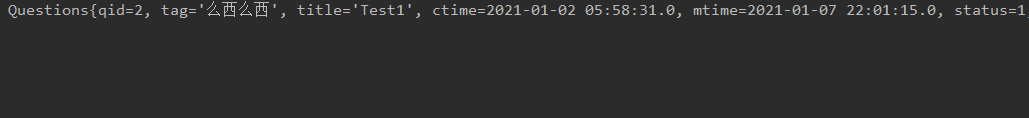 Questions{qid=2, tag='么西么西', title='Test1', ctime=2021-01-02 05:58:31.0, mtime=2021-01-07 22:01:15.0, status=1,